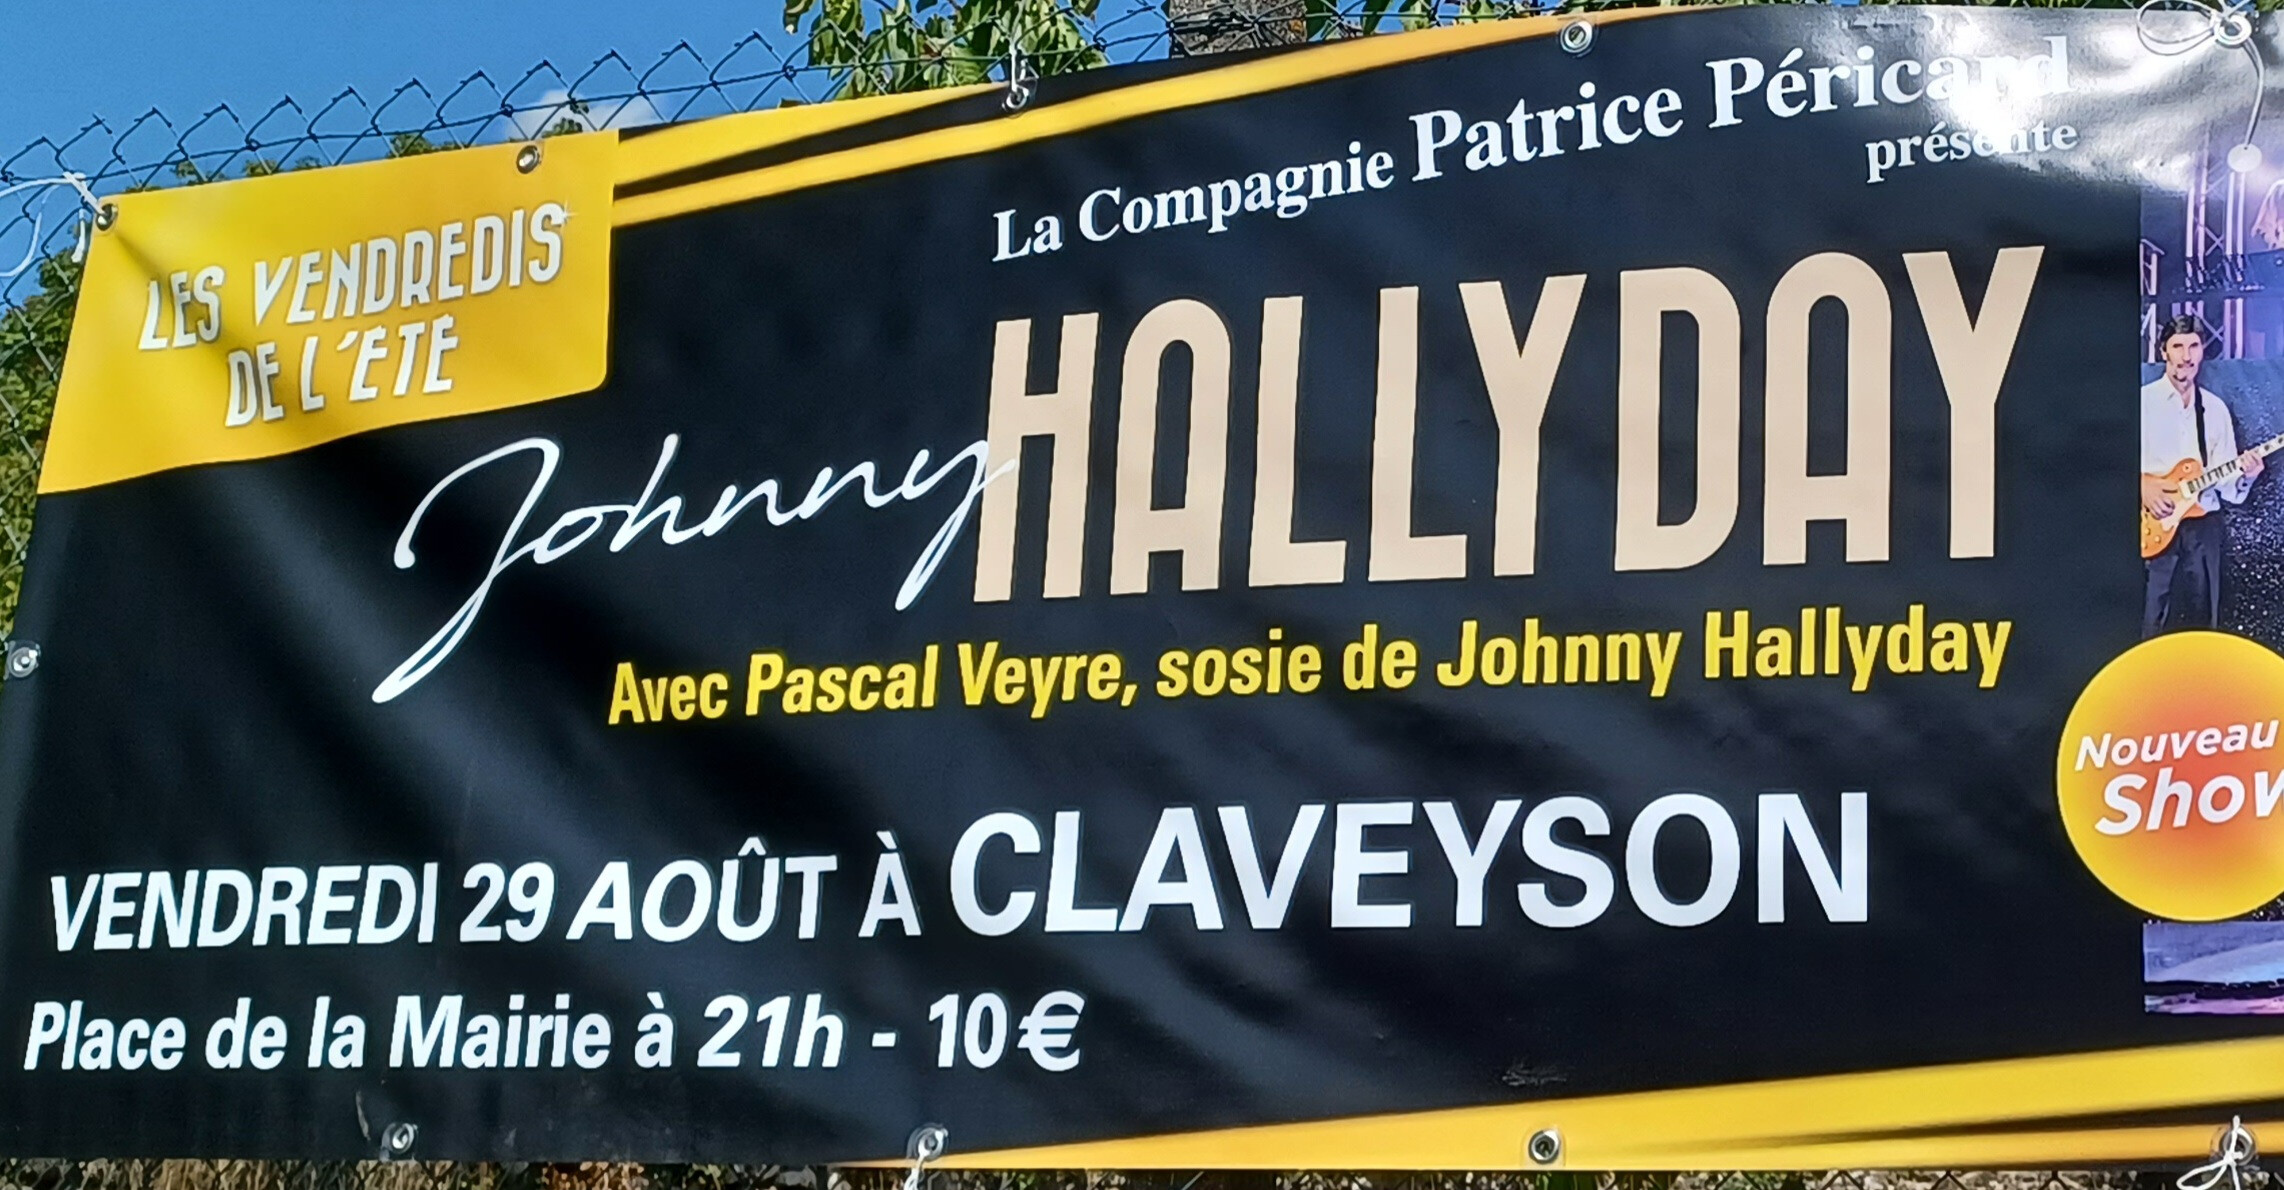 LES VENDREDIS
DE L'ÉTÉ
La Compagnie Patrice Péricard
présente
Johnny HALLYDAY
Avec Pascal Veyre, sosie de Johnny Hallyday
Nouveau
Show
VENDREDI 29 AOÛT À CLAVEYSON
Place de la Mairie à 21h - 10€